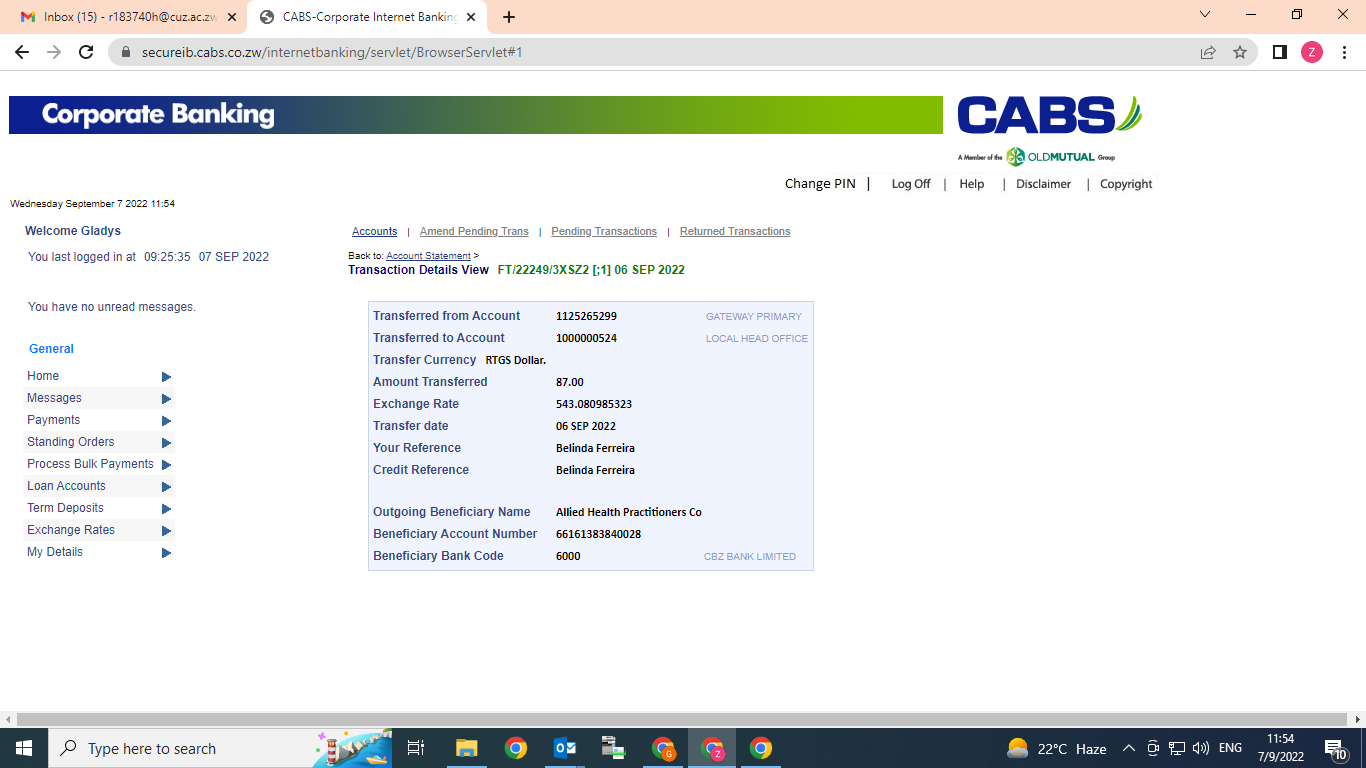 Inbox (15) - r183740h@cuz.ac.zw
CABS-Corporate Internet Banking
secureib.cabs.co.zw/internetbanking/servlet/BrowserServlet#1
Z
Corporate Banking
CABS
A Member of the OLDMUTUAL Group
Change PIN | Log Off | Help | Disclaimer | Copyright
Wednesday September 7 2022 11:54
Welcome Gladys
You last logged in at 09:25:35 07 SEP 2022
You have no unread messages.
General
Home
Messages
Payments
Standing Orders
Process Bulk Payments
Loan Accounts
Term Deposits
Exchange Rates
My Details
Accounts | Amend Pending Trans | Pending Transactions | Returned Transactions
Back to: Account Statement >
Transaction Details View FT/22249/3XSZ2 [;1] 06 SEP 2022
Transferred from Account 1125265299 GATEWAY PRIMARY
Transferred to Account 1000000524 LOCAL HEAD OFFICE
Transfer Currency RTGS Dollar.
Amount Transferred 87.00
Exchange Rate 543.080985323
Transfer date 06 SEP 2022
Your Reference Belinda Ferreira
Credit Reference Belinda Ferreira
Outgoing Beneficiary Name Allied Health Practitioners Co
Beneficiary Account Number 66161383840028
Beneficiary Bank Code 6000 CBZ BANK LIMITED
Type here to search
G
Z
22°C Haze
ENG
11:54
7/9/2022
10